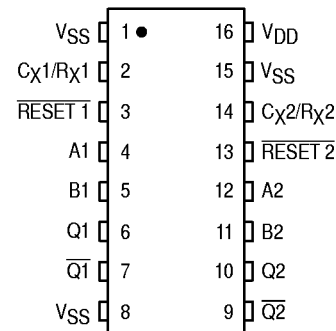 VSS 1 16 VDD
CX1/RX1 2 15 VSS
RESET 1 3 14 CX2/RX2
A1 4 13 RESET 2
B1 5 12 A2
Q1 6 11 B2
Q1 7 10 Q2
VSS 8 9 Q2